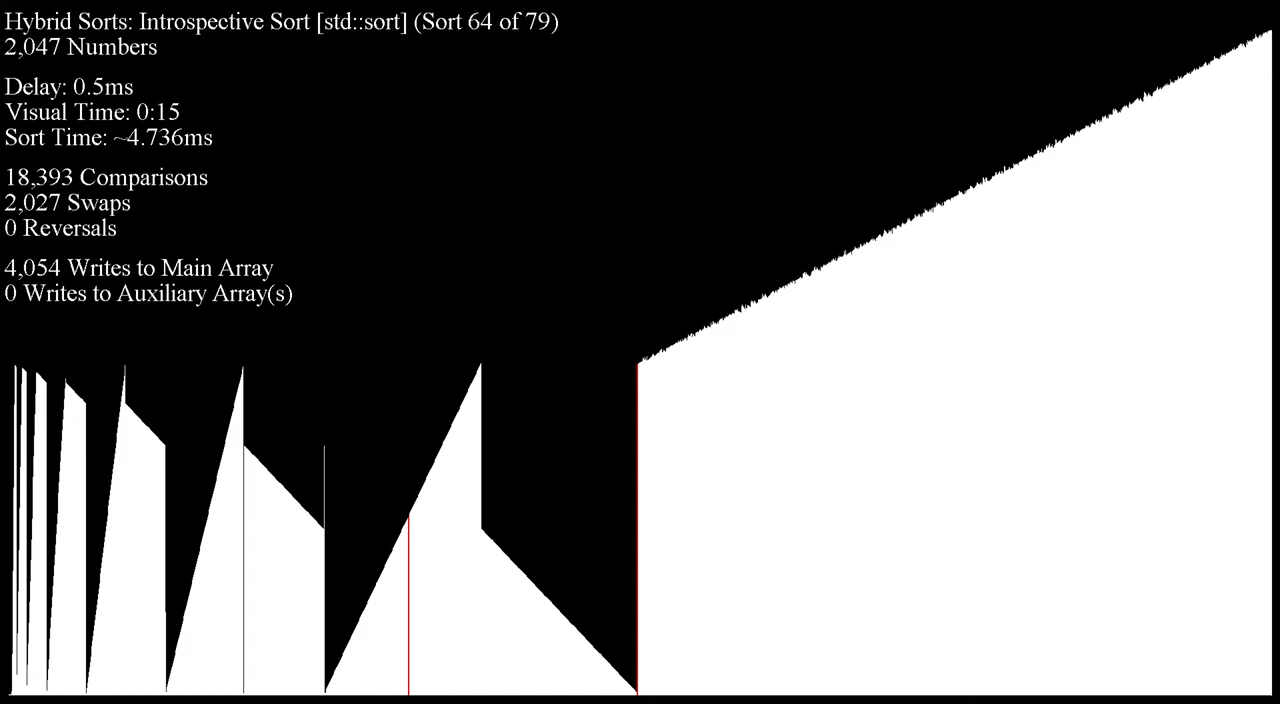 Hybrid Sorts: Introspective Sort [std::sort] (Sort 64 of 79)
2,047 Numbers
Delay: 0.5ms
Visual Time: 0:15
Sort Time: ~4.736ms
18,393 Comparisons
2,027 Swaps
0 Reversals
4,054 Writes to Main Array
0 Writes to Auxiliary Array(s)